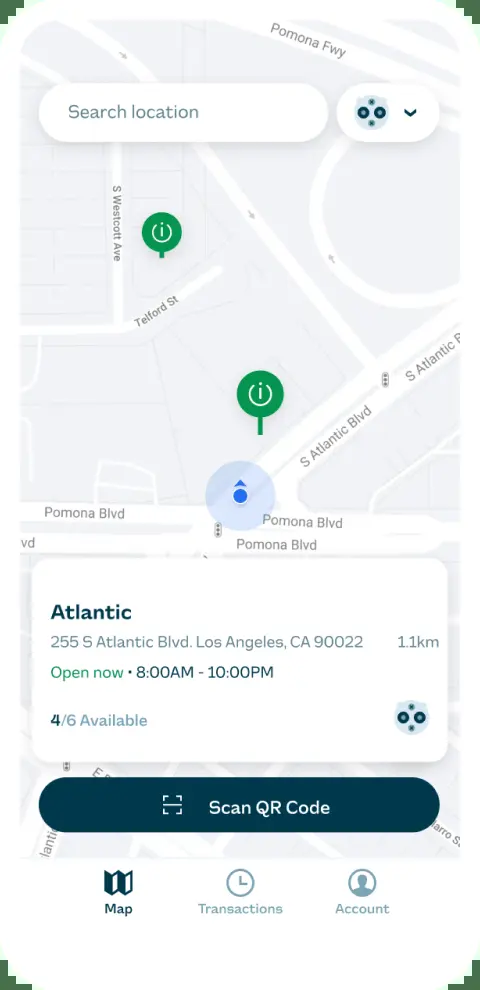 Pomona Fwy
Search location
S Westcott Ave
Telford St
S Atlantic B
S Atlantic Blvd
Pomona Blvd
Pomona Blvd
vd
Pomona Blvd
Atlantic
255 S Atlantic Blvd. Los Angeles, CA 90022
1.1km
Open now • 8:00AM - 10:00PM
4/6 Available
E
Scan QR Code
lantic
arro S
Map
Transactions
Account